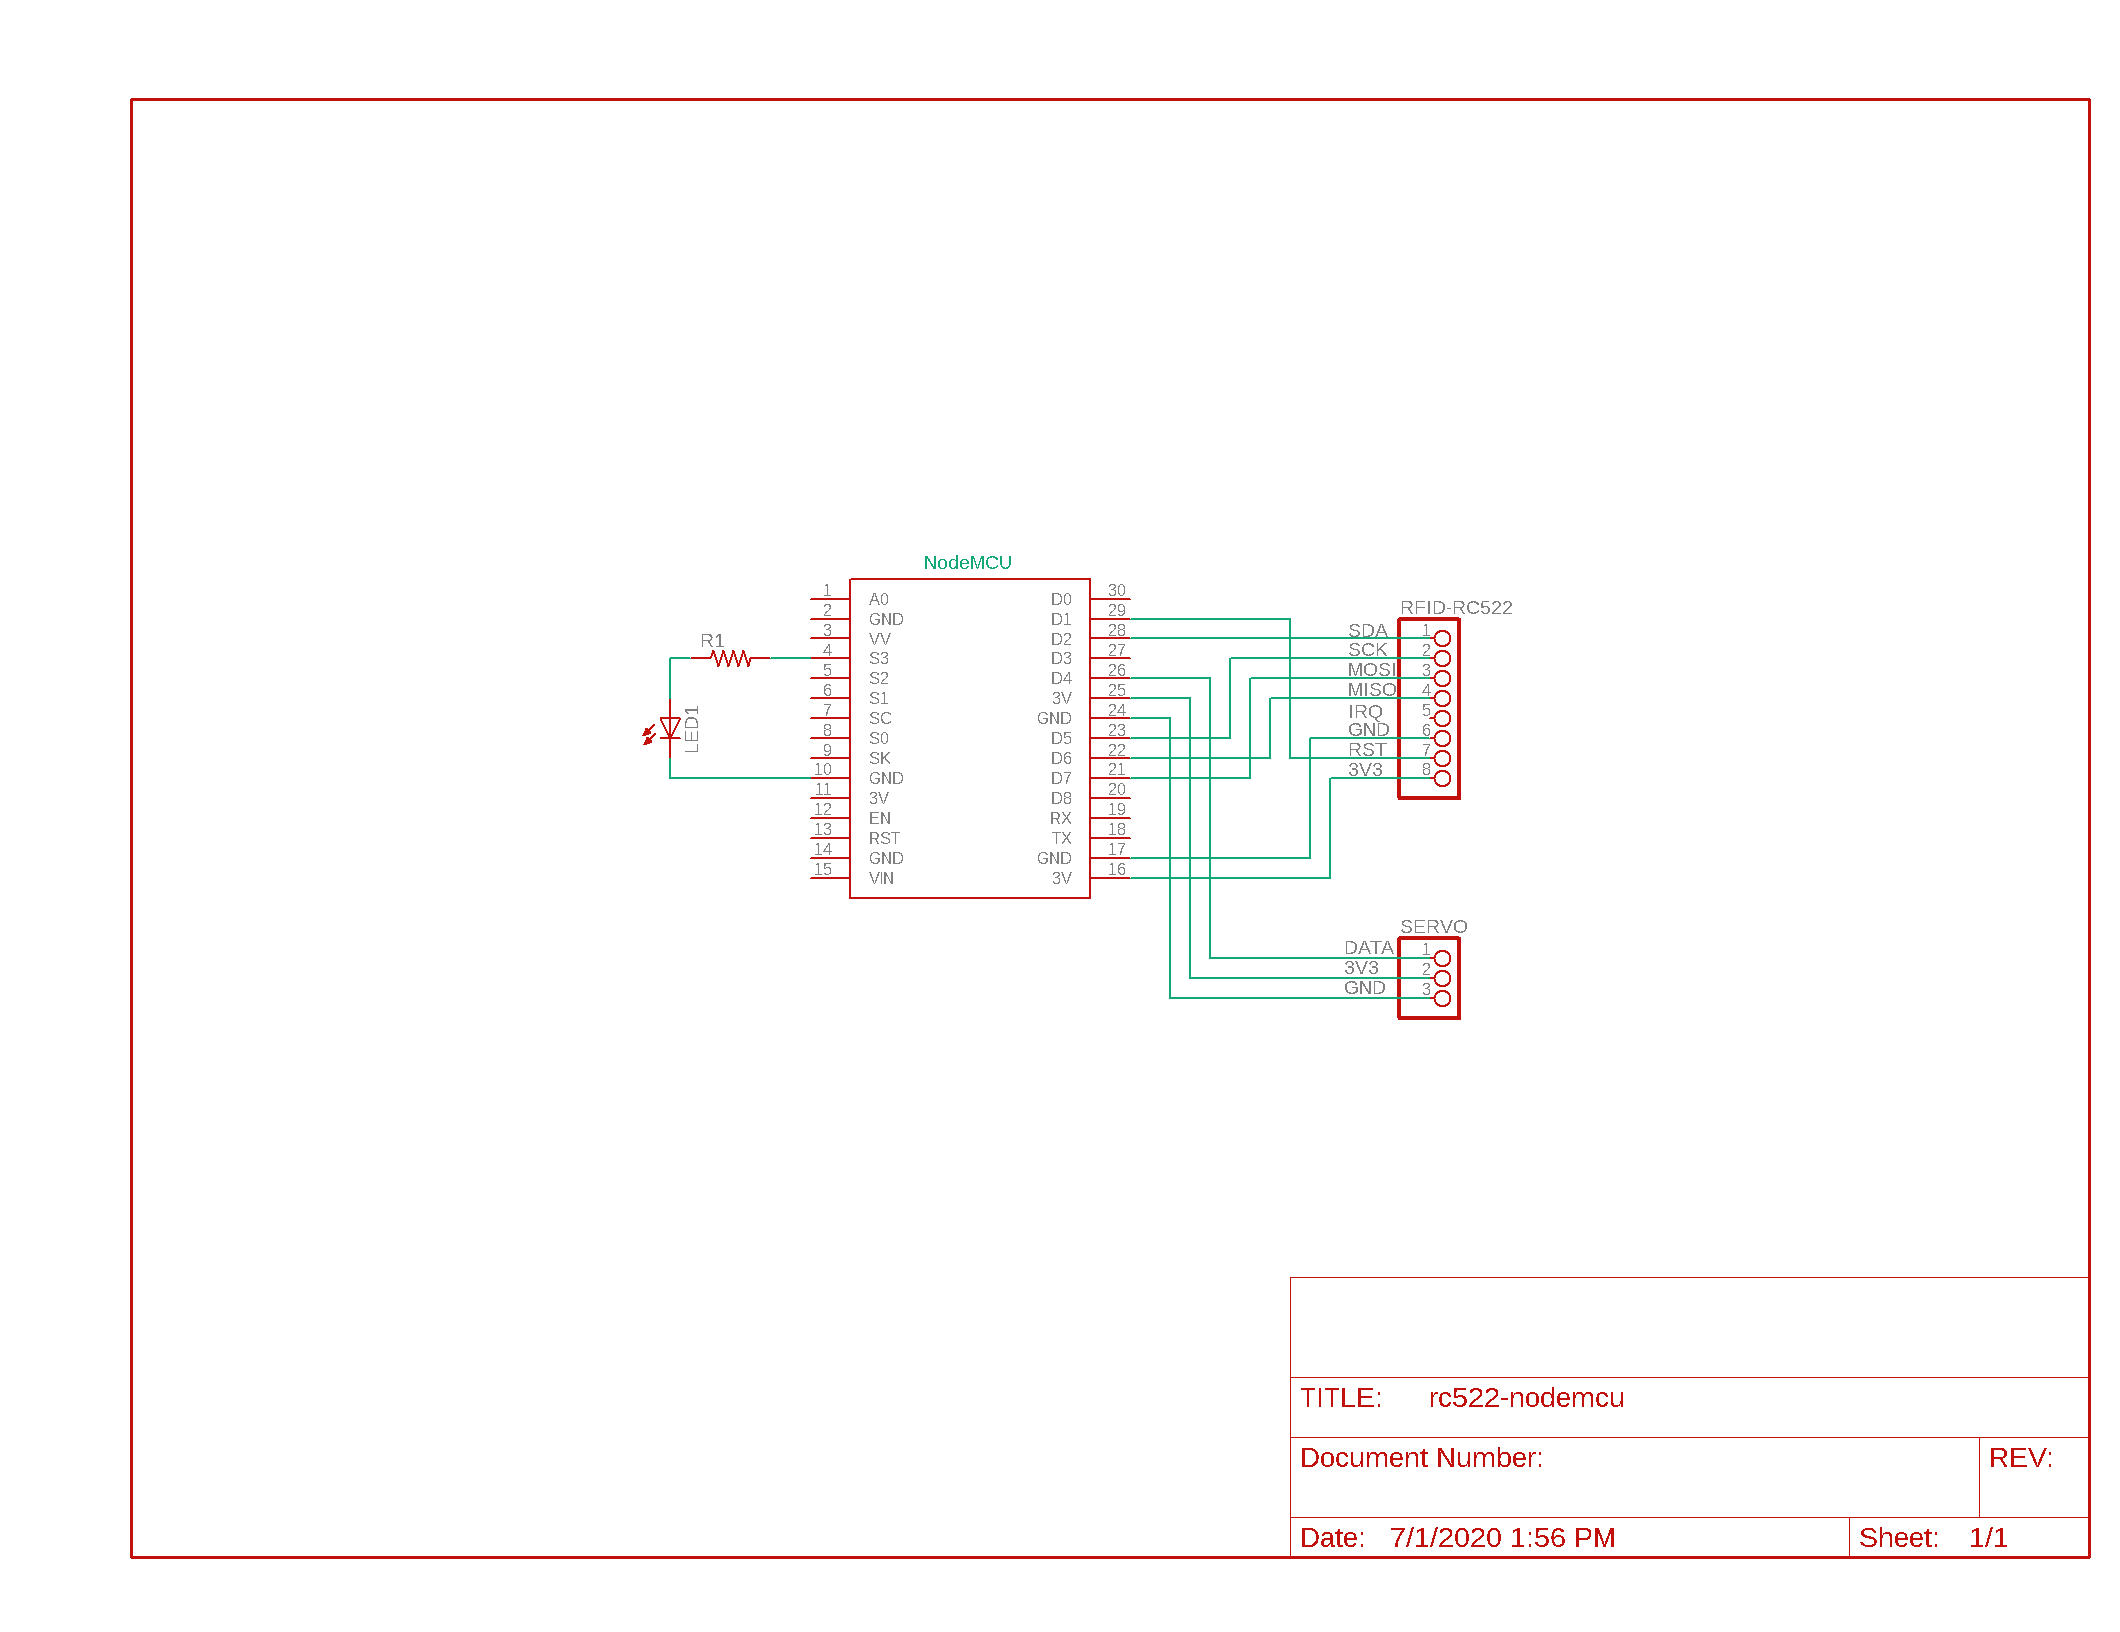 NodeMCU
1 A0 D0 30
2 GND D1 29
3 VV D2 28
4 S3 D3 27
5 S2 D4 26
6 S1 3V 25
7 SC GND 24
8 S0 D5 23
9 SK D6 22
10 GND D7 21
11 3V D8 20
12 EN RX 19
13 RST TX 18
14 GND GND 17
15 VIN 3V 16
R1
LED1
RFID-RC522
SDA 1
SCK 2
MOSI 3
MISO 4
IRQ 5
GND 6
RST 7
3V3 8
SERVO
DATA 1
3V3 2
GND 3
TITLE: rc522-nodemcu
Document Number:
REV:
Date: 7/1/2020 1:56 PM
Sheet: 1/1